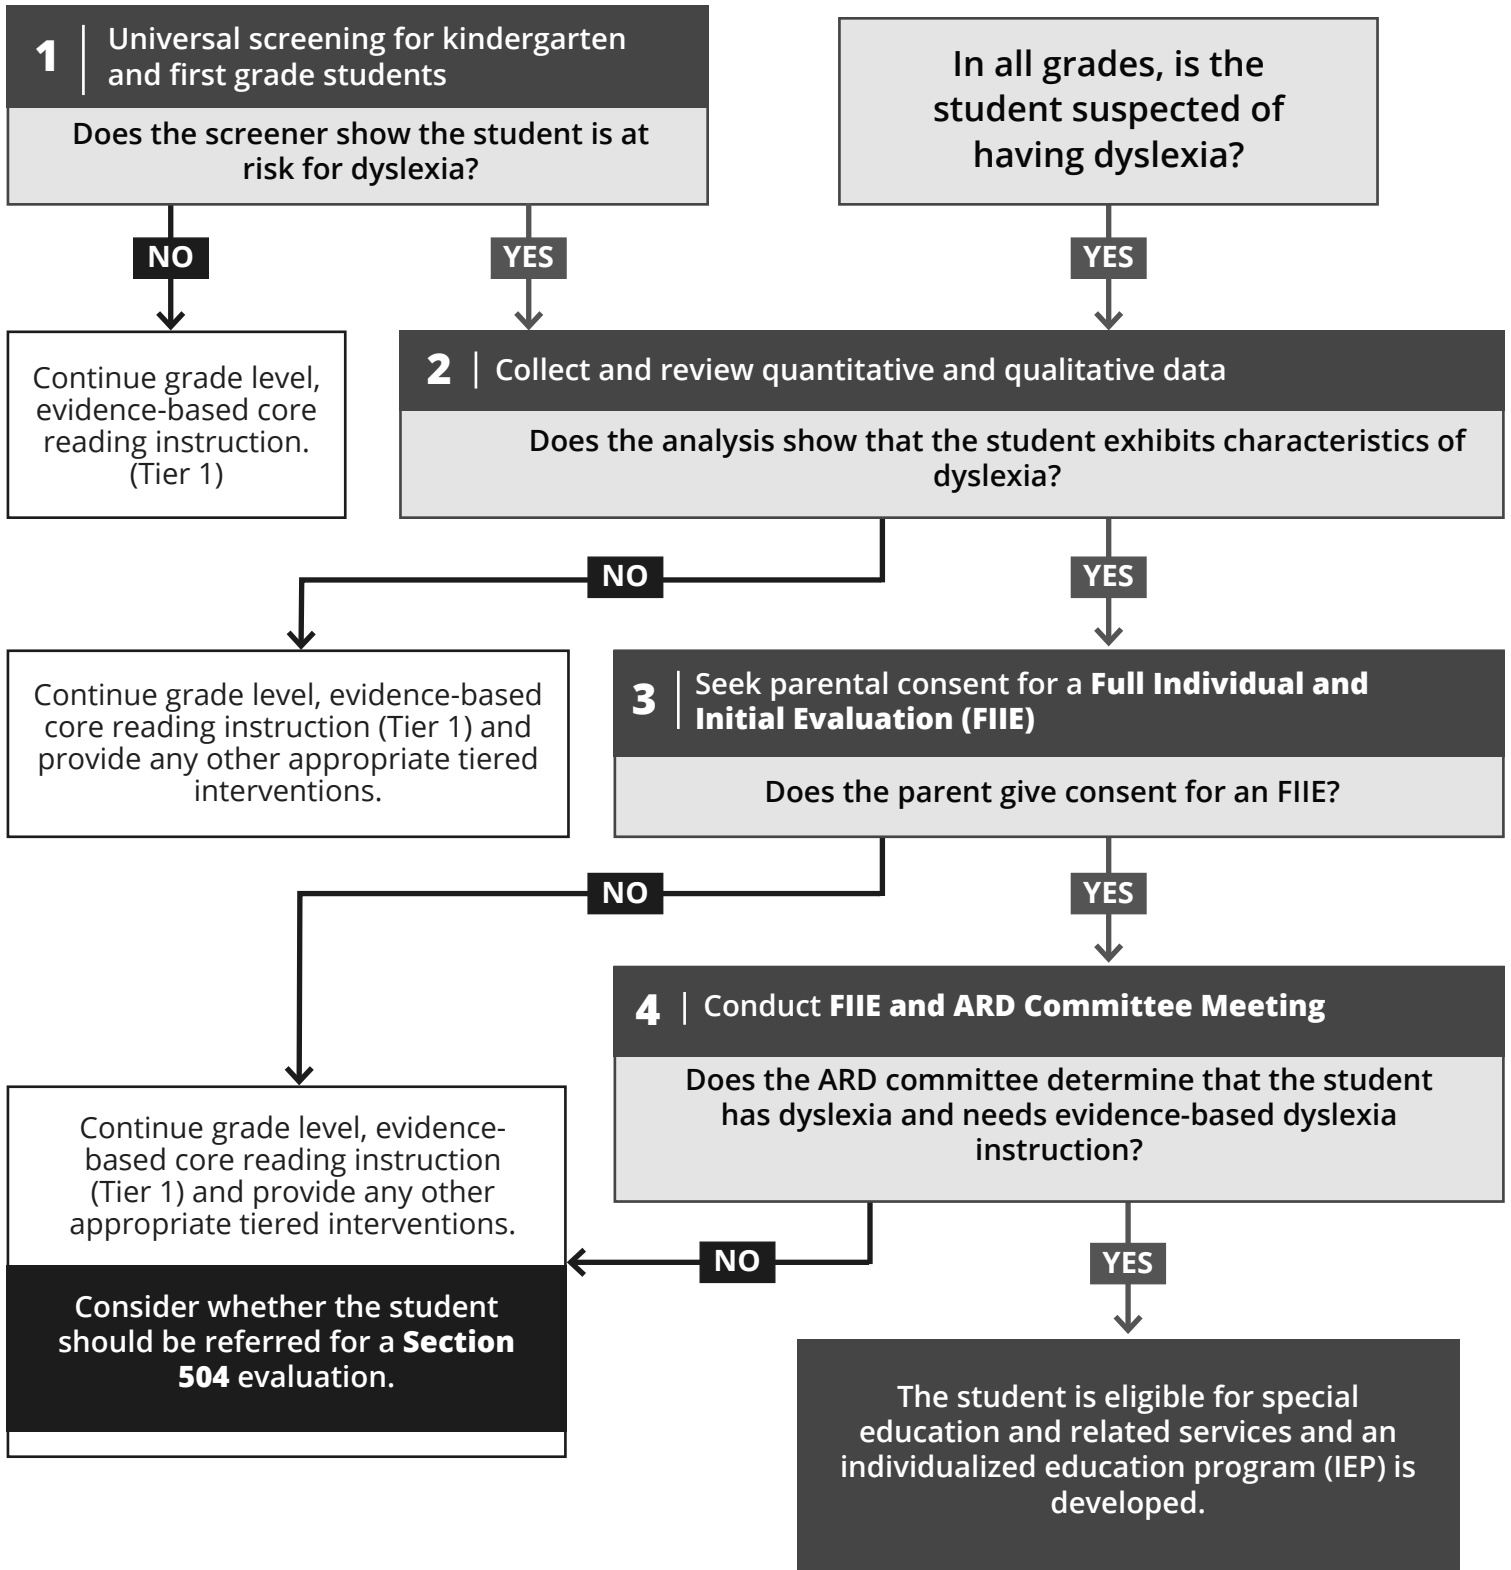 1
Universal screening for kindergarten
and first grade students
Does the screener show the student is at
risk for dyslexia?
In all grades, is the
student suspected of
having dyslexia?
NO
YES
YES
Continue grade level,
evidence-based core
reading instruction.
(Tier 1)
2
Collect and review quantitative and qualitative data
Does the analysis show that the student exhibits characteristics of
dyslexia?
NO
YES
Continue grade level, evidence-based
core reading instruction (Tier 1) and
provide any other appropriate tiered
interventions.
3
Seek parental consent for a Full Individual and
Initial Evaluation (FIIE)
Does the parent give consent for an FIIE?
NO
YES
4
Conduct FIIE and ARD Committee Meeting
Does the ARD committee determine that the student
has dyslexia and needs evidence-based dyslexia
instruction?
Continue grade level, evidence-
based core reading instruction
(Tier 1) and provide any other
appropriate tiered interventions.
NO
YES
Consider whether the student
should be referred for a Section
504 evaluation.
The student is eligible for special
education and related services and an
individualized education program (IEP) is
developed.